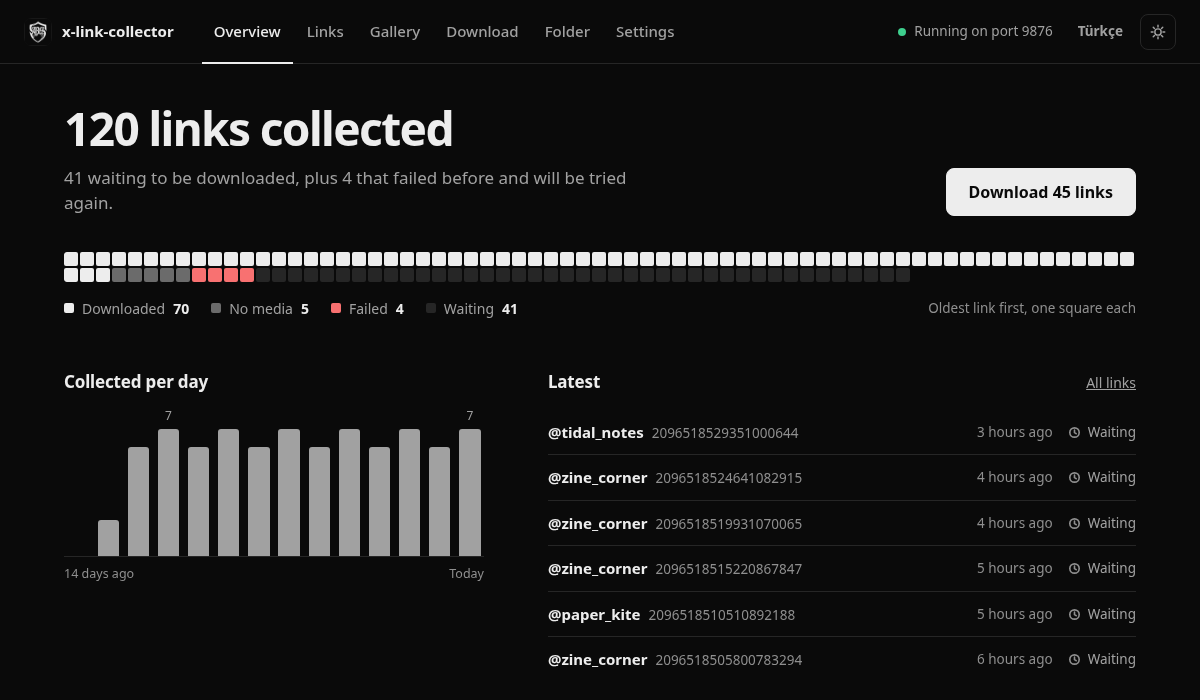 x-link-collector
Overview
Links
Gallery
Download
Folder
Settings
Running on port 9876
Türkçe
120 links collected
41 waiting to be downloaded, plus 4 that failed before and will be tried
again.
Download 45 links
Downloaded 70
No media 5
Failed 4
Waiting 41
Oldest link first, one square each
Collected per day
7
7
14 days ago
Today
Latest
All links
@tidal_notes 2096518529351000644 3 hours ago Waiting
@zine_corner 2096518524641082915 4 hours ago Waiting
@zine_corner 2096518519931070065 4 hours ago Waiting
@zine_corner 2096518515220867847 5 hours ago Waiting
@paper_kite 2096518510510892188 5 hours ago Waiting
@zine_corner 2096518505800783294 6 hours ago Waiting